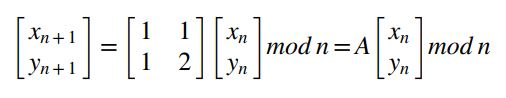 [x_{n+1} y_{n+1}] = [1 1 1 2] [x_n y_n] mod n = A [x_n y_n] mod n